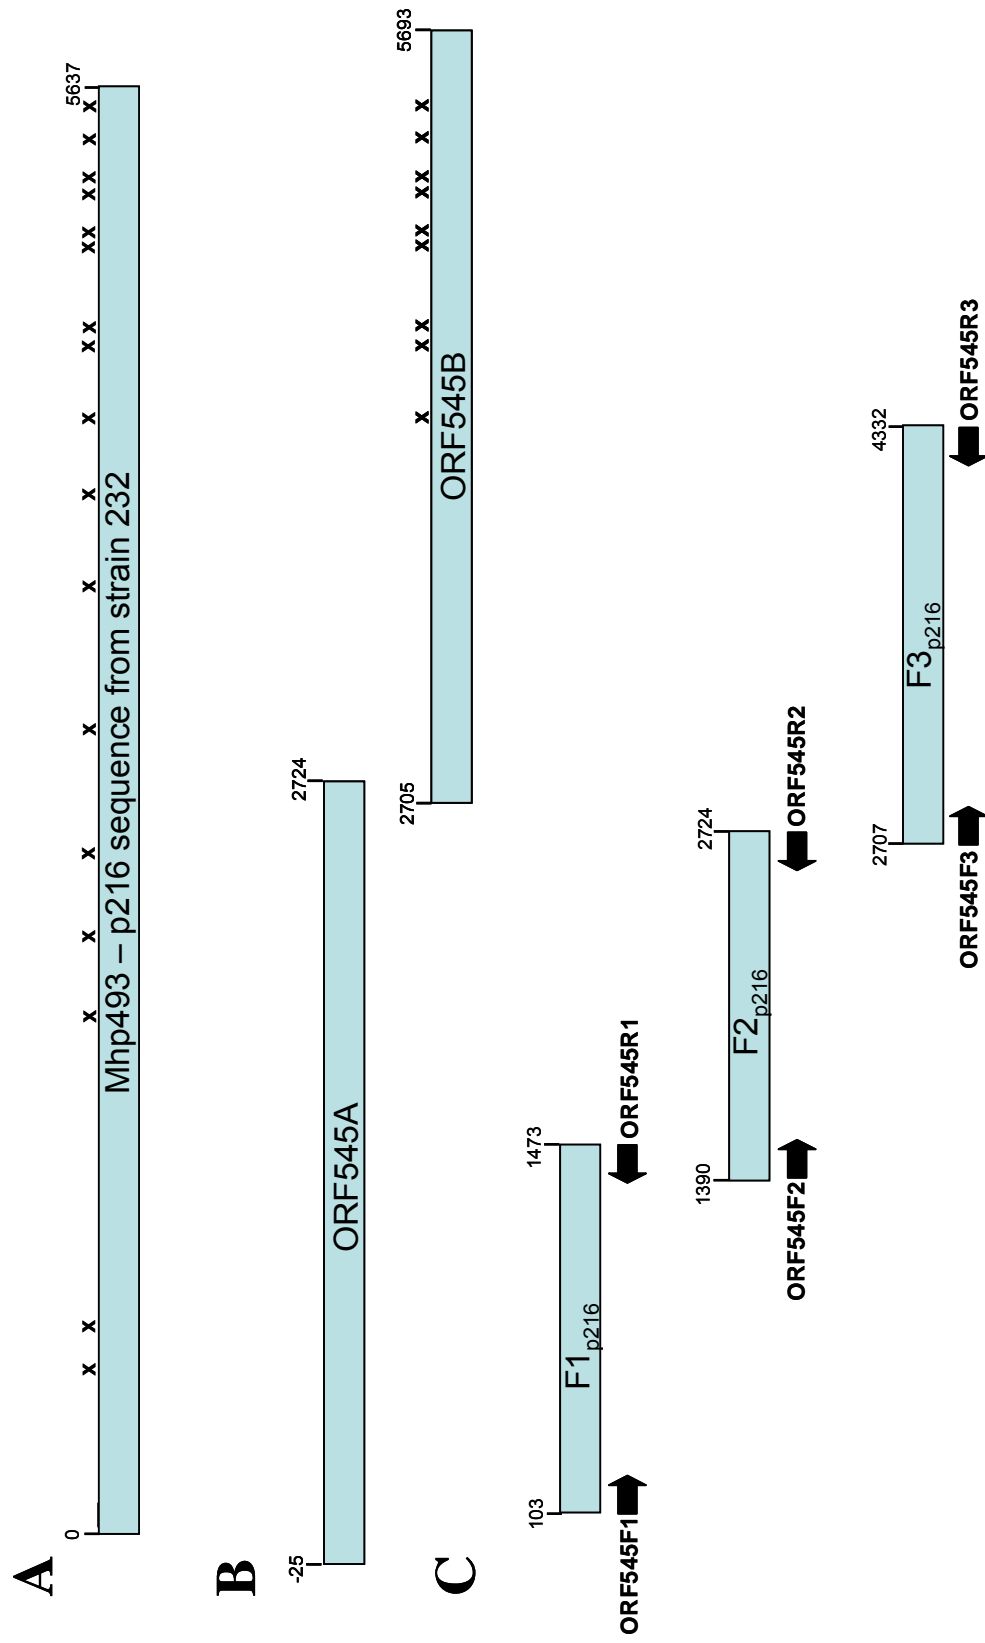 A
0
5637
x x x x x x x x x x x x x x x x x
Mhp493 – p216 sequence from strain 232
B
-25
2724
ORF545A
2705
5693
x x x x x x x x x
ORF545B
C
103
1473
F1p216
ORF545F1
ORF545R1
1390
2724
F2p216
ORF545F2
ORF545R2
2707
4332
F3p216
ORF545F3
ORF545R3